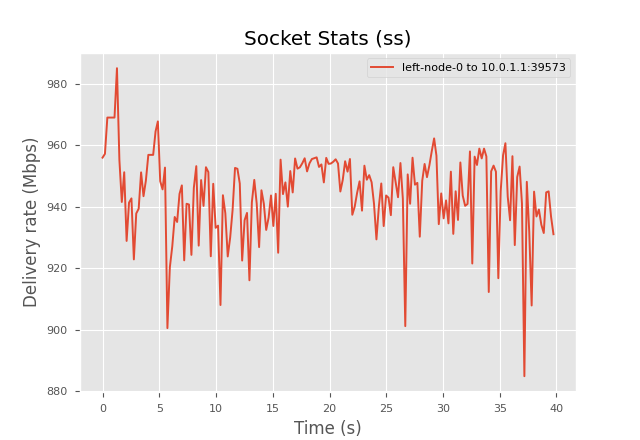 Socket Stats (ss)
left-node-0 to 10.0.1.1:39573
Delivery rate (Mbps)
980
960
940
920
900
880
0 5 10 15 20 25 30 35 40
Time (s)